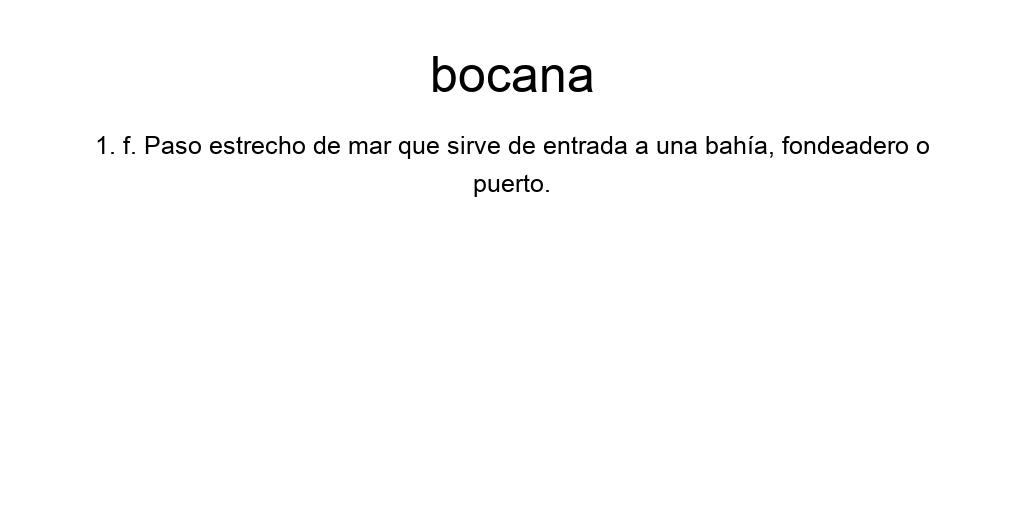 bocana
1. f. Paso estrecho de mar que sirve de entrada a una bahía, fondeadero o
puerto.